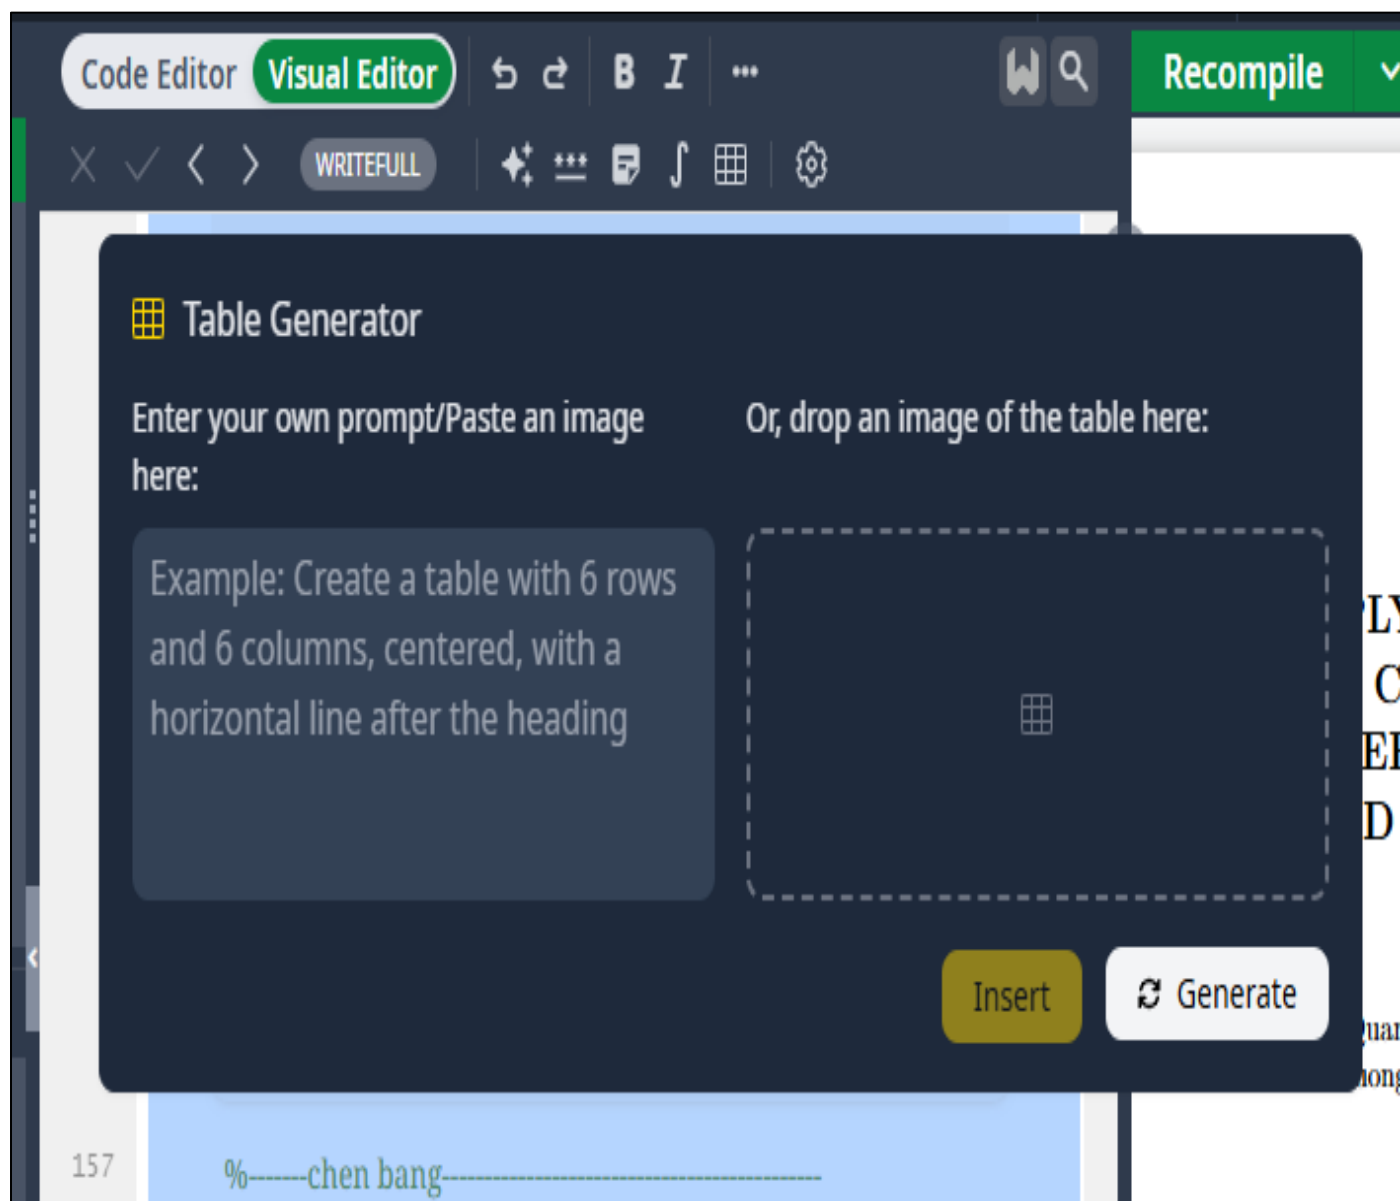 Code Editor Visual Editor B I ... Recompile
WRITEFULL
Table Generator
Enter your own prompt/Paste an image
here:
Or, drop an image of the table here:
Example: Create a table with 6 rows
and 6 columns, centered, with a
horizontal line after the heading
Insert Generate
157 %-------chen bang-----------------------------------------------